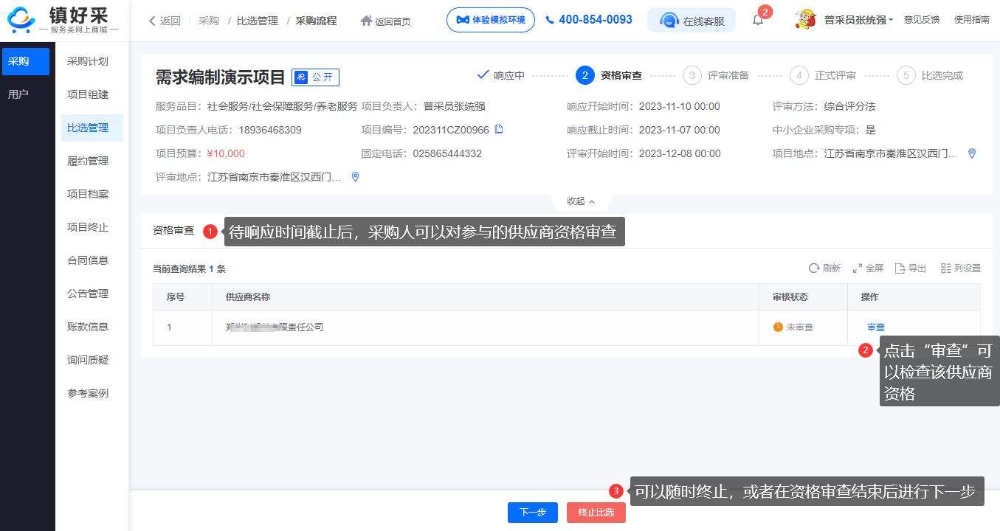 镇好采
服务类网上商城
返回
采购 / 比选管理 / 采购流程
返回首页
体验模拟环境
400-854-0093
在线客服
2
普采员张统强
意见反馈
使用指南
采购
用户
采购计划
项目组建
比选管理
履约管理
项目档案
项目终止
合同信息
公告管理
账款信息
询问质疑
参考案例
需求编制演示项目 公开
响应中
2 资格审查
3 评审准备
4 正式评审
5 比选完成
服务品目：社会服务/社会保障服务/养老服务 项目负责人：普采员张统强 响应开始时间：2023-11-10 00:00 评审方法：综合评分法
项目负责人电话：18936468309 项目编号：202311CZ00966 响应截止时间：2023-11-07 00:00 中小企业采购专项：是
项目预算：¥10,000 固定电话：025865444332 评审开始时间：2023-12-08 00:00 项目地点：江苏省南京市秦淮区汉西门...
评审地点：江苏省南京市秦淮区汉西门...
收起
资格审查
1 待响应时间截止后，采购人可以对参与的供应商资格审查
当前查询结果 1 条
刷新 全屏 导出 列设置
序号 供应商名称 审核状态 操作
1 限责任公司 未审查 审查
2 点击“审查”可
以检查该供应商
资格
3 可以随时终止，或者在资格审查结束后进行下一步
下一步 终止比选